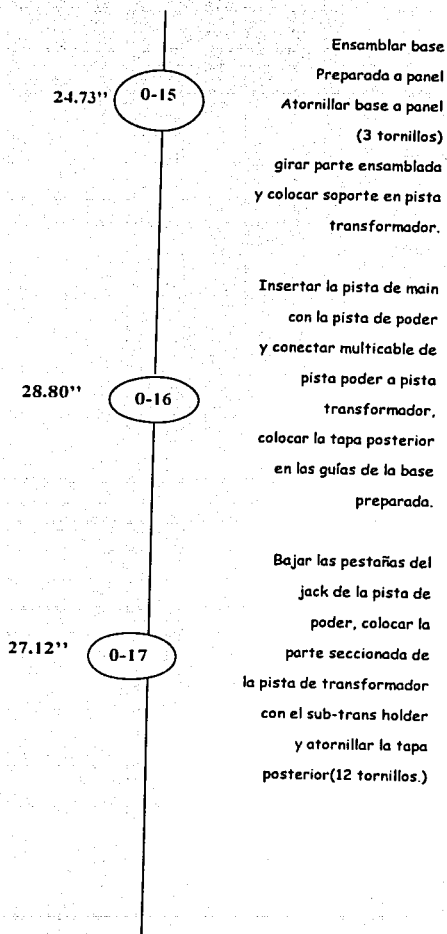 Ensamblar base
Preparada a panel
24.73’’
0-15
Atornillar base a panel
(3 tornillos)
girar parte ensamblada
y colocar soporte en pista
transformador.
Insertar la pista de main
con la pista de poder
y conectar multicable de
28.80’’
0-16
pista poder a pista
transformador,
colocar la tapa posterior
en las guías de la base
preparada.
Bajar las pestañas del
jack de la pista de
poder, colocar la
27.12’’
0-17
parte seccionada de
la pista de transformador
con el sub-trans holder
y atornillar la tapa
posterior(12 tornillos.)